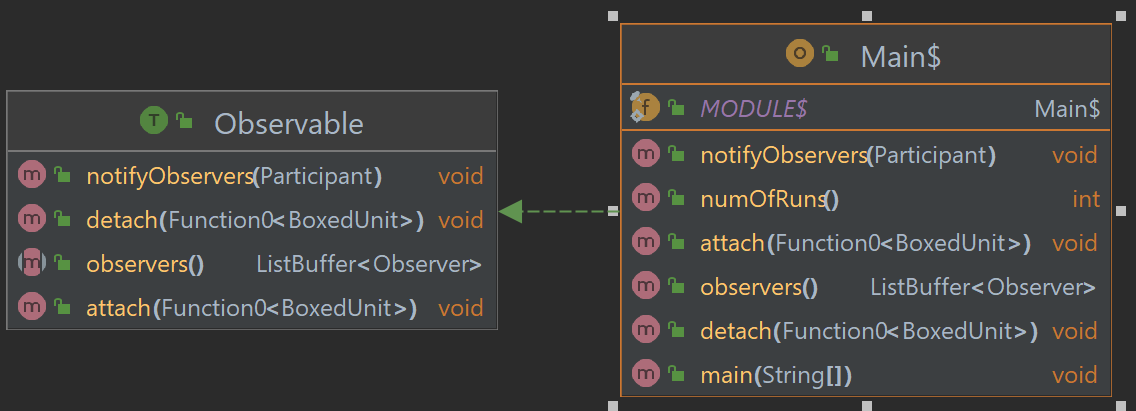 T Observable
m notifyObservers(Participant) void
m detach(Function0<BoxedUnit>) void
m observers() ListBuffer<Observer>
m attach(Function0<BoxedUnit>) void
O Main$
f MODULE$ Main$
m notifyObservers(Participant) void
m numOfRuns() int
m attach(Function0<BoxedUnit>) void
m observers() ListBuffer<Observer>
m detach(Function0<BoxedUnit>) void
m main(String[]) void